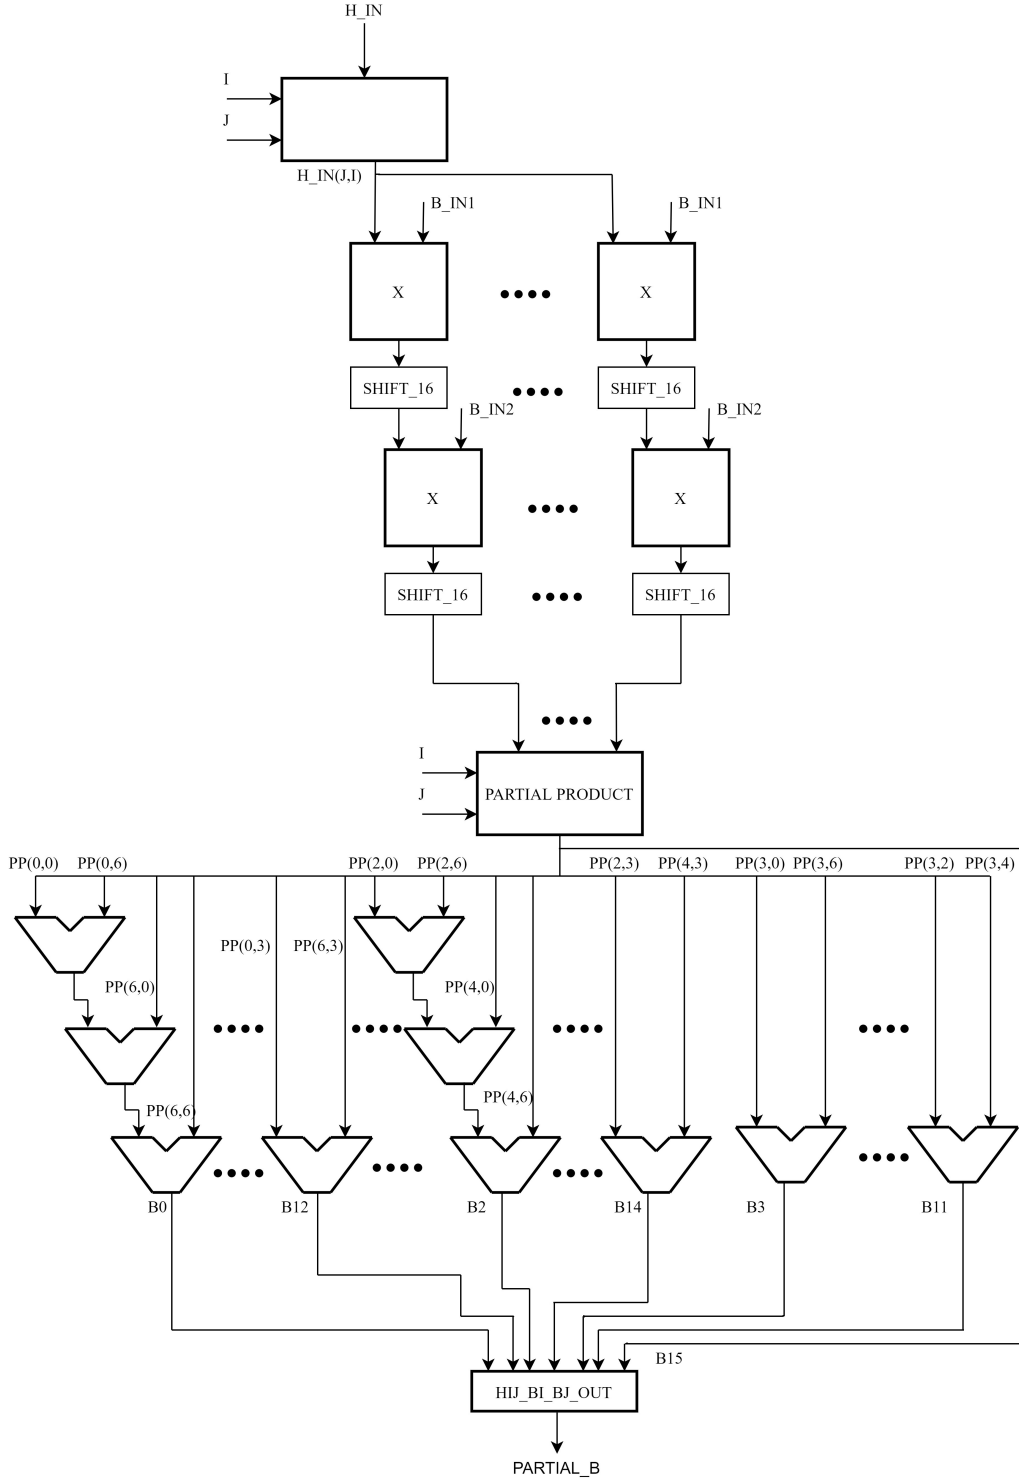 H_IN
I
J
H_IN(J,I)
B_IN1
B_IN1
X
X
SHIFT_16
SHIFT_16
B_IN2
B_IN2
X
X
SHIFT_16
SHIFT_16
I
J
PARTIAL PRODUCT
PP(0,0)
PP(0,6)
PP(2,0)
PP(2,6)
PP(2,3)
PP(4,3)
PP(3,0)
PP(3,6)
PP(3,2)
PP(3,4)
PP(0,3)
PP(6,3)
PP(6,0)
PP(4,0)
PP(6,6)
PP(4,6)
B0
B12
B2
B14
B3
B11
B15
HIJ_BI_BJ_OUT
PARTIAL_B